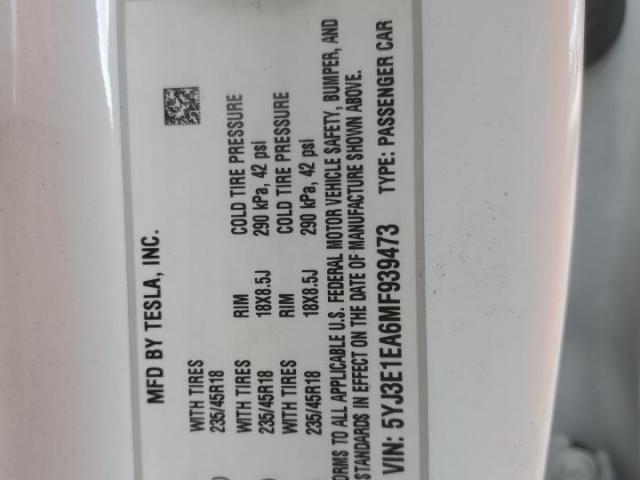 MFD BY TESLA, INC.
WITH TIRES RIM COLD TIRE PRESSURE
235/45R18 18X8.5J 290 kPa, 42 psi
WITH TIRES RIM COLD TIRE PRESSURE
235/45R18 18X8.5J 290 kPa, 42 psi
WITH TIRES
235/45R18
ORMS TO ALL APPLICABLE U.S. FEDERAL MOTOR VEHICLE SAFETY, BUMPER, AND
STANDARDS IN EFFECT ON THE DATE OF MANUFACTURE SHOWN ABOVE.
VIN: 5YJ3E1EA6MF939473 TYPE: PASSENGER CAR